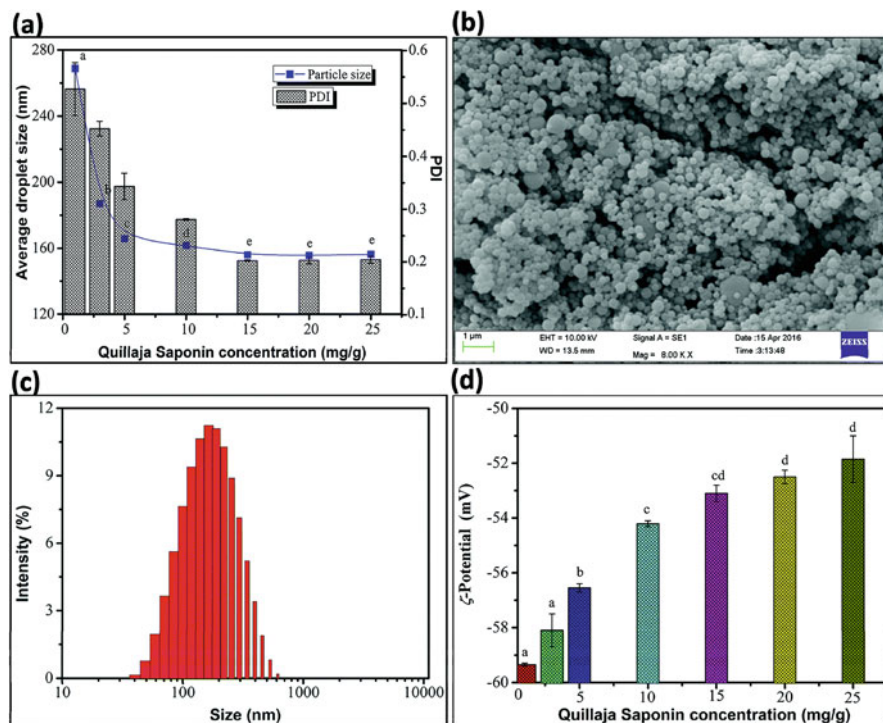 (a)
280
240
200
160
120
Average droplet size (nm)
0.6
0.5
0.4
0.3
0.2
0.1
PDI
Particle size
PDI
a
b
c
d
e
e
e
0
5
10
15
20
25
Quillaja Saponin concentration (mg/g)
(b)
1 µm
EHT = 10.00 kV
Signal A = SE1
Date :15 Apr 2016
WD = 13.5 mm
Mag = 8.00 K X
Time :3:13:48
ZEISS
(c)
12
9
6
3
0
Intensity (%)
10
100
1000
10000
Size (nm)
(d)
-50
-52
-54
-56
-58
-60
ζ-Potential (mV)
a
a
b
c
cd
d
d
0
5
10
15
20
25
Quillaja Saponin concentration (mg/g)